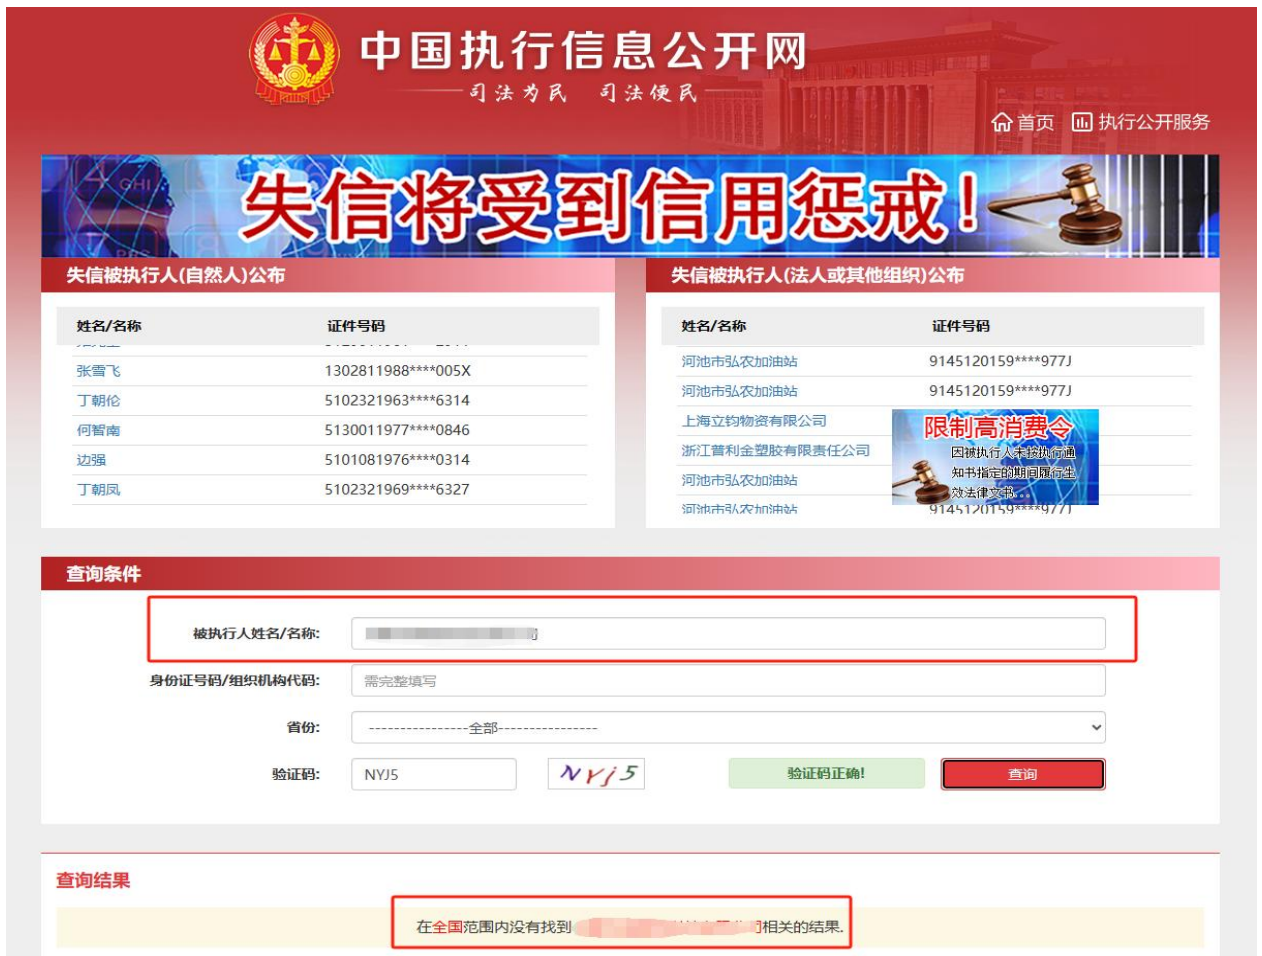 中国执行信息公开网
司法为民 司法便民
首页 执行公开服务
失信将受到信用惩戒!
失信被执行人(自然人)公布
姓名/名称 证件号码
张雪飞 1302811988****005X
丁朝伦 5102321963****6314
何智南 5130011977****0846
边强 5101081976****0314
丁朝凤 5102321969****6327
失信被执行人(法人或其他组织)公布
姓名/名称 证件号码
河池市弘农加油站 9145120159****977J
河池市弘农加油站 9145120159****977J
上海立钧物资有限公司
浙江普利金塑胶有限责任公司
河池市弘农加油站
河池市弘农加油站 9145120159****977J
限制高消费令
因被执行人未按执行通
知书指定的期间履行生
效法律文书...
查询条件
被执行人姓名/名称:
身份证号码/组织机构代码: 需完整填写
省份: ----------------全部----------------
验证码: NYJ5 NYj5 验证码正确! 查询
查询结果
在全国范围内没有找到 相关的结果.